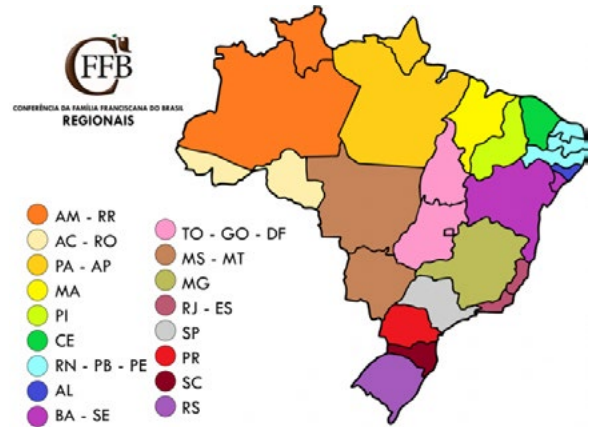 CFFB
CONFERÊNCIA DA FAMÍLIA FRANCISCANA DO BRASIL
REGIONAIS
AM - RR
AC - RO
PA - AP
MA
PI
CE
RN - PB - PE
AL
BA - SE
TO - GO - DF
MS - MT
MG
RJ - ES
SP
PR
SC
RS